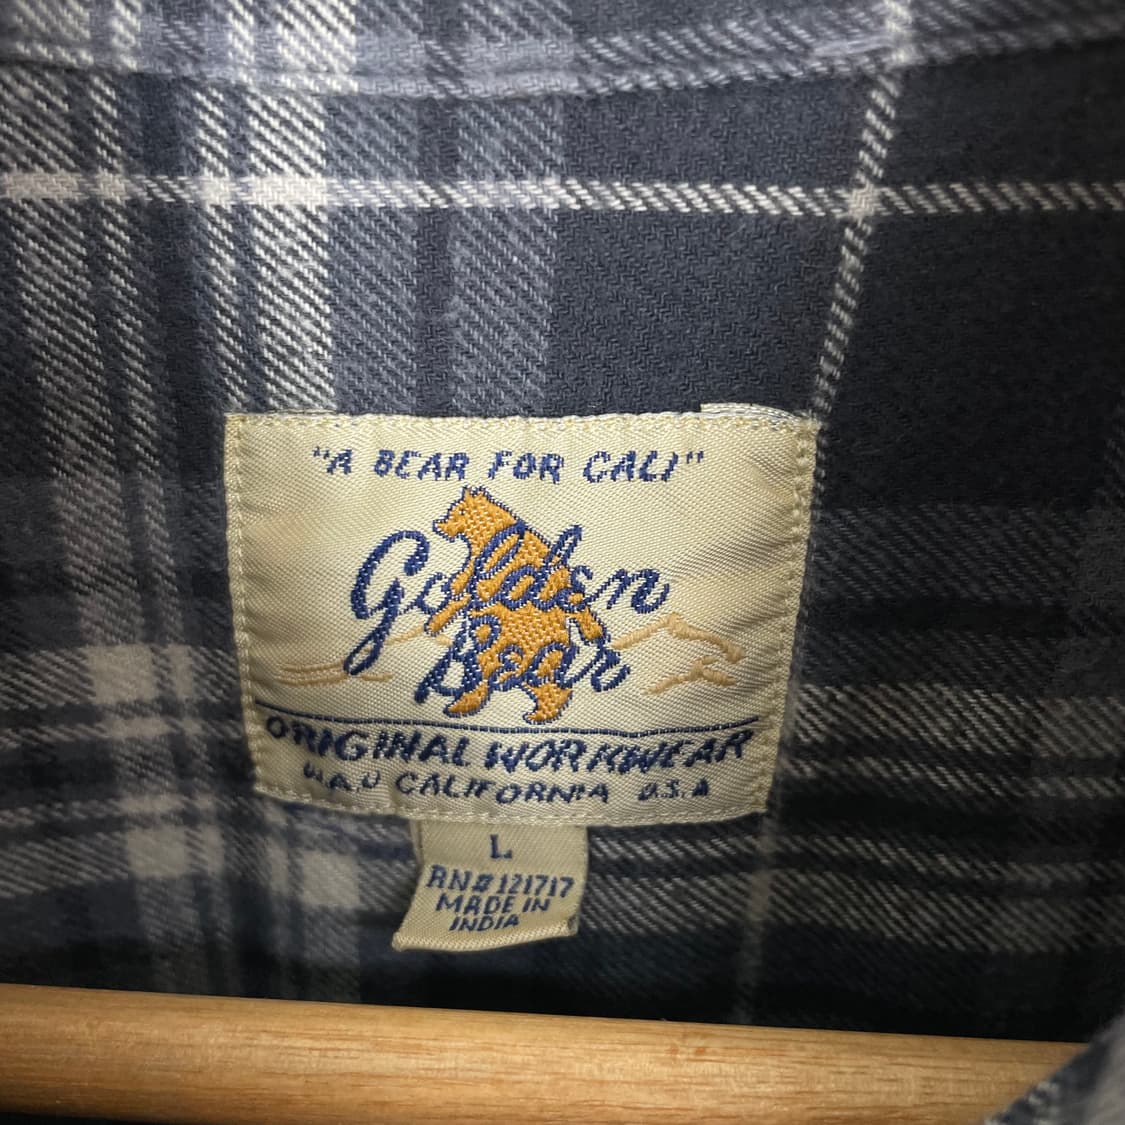 "A BEAR FOR CALI"
Golden
Bear
ORIGINAL WORKWEAR
CALIFORNIA U.S.A
L
RN#121717
MADE IN
INDIA